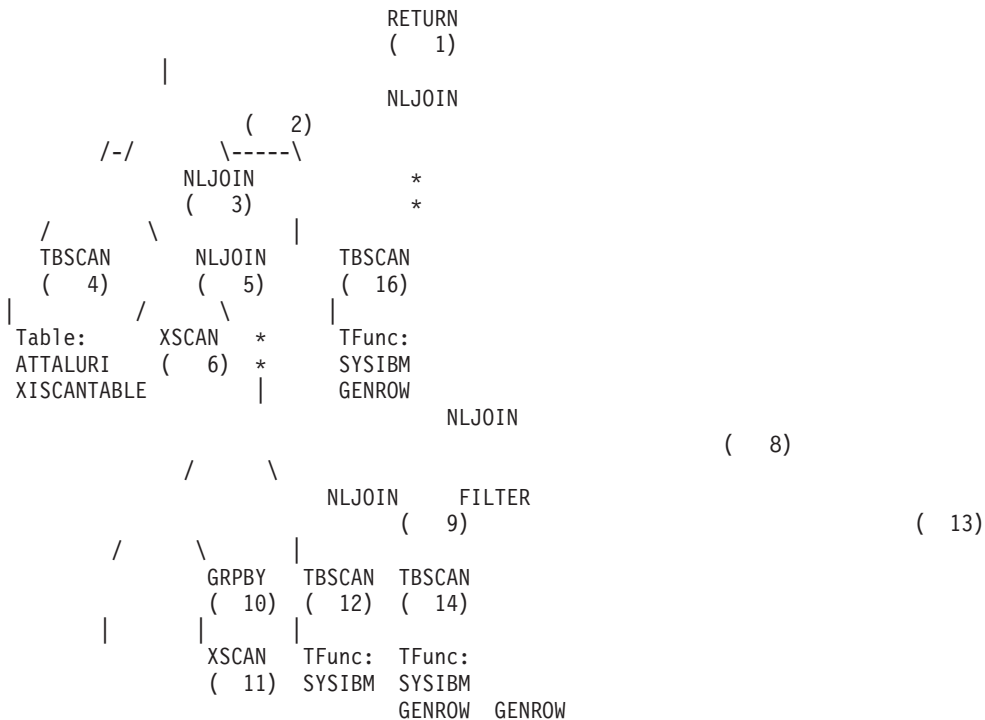 RETURN
( 1)
|
NLJOIN
( 2)
/-/ \-----\
NLJOIN *
( 3) *
/ \ |
TBSCAN NLJOIN TBSCAN
( 4) ( 5) ( 16)
| / \ |
Table: XSCAN * TFunc:
ATTALURI ( 6) * SYSIBM
XISCANTABLE | GENROW
NLJOIN
( 8)
/ \
NLJOIN FILTER
( 9) ( 13)
/ \ |
GRPBY TBSCAN TBSCAN
( 10) ( 12) ( 14)
| | |
XSCAN TFunc: TFunc:
( 11) SYSIBM SYSIBM
GENROW GENROW